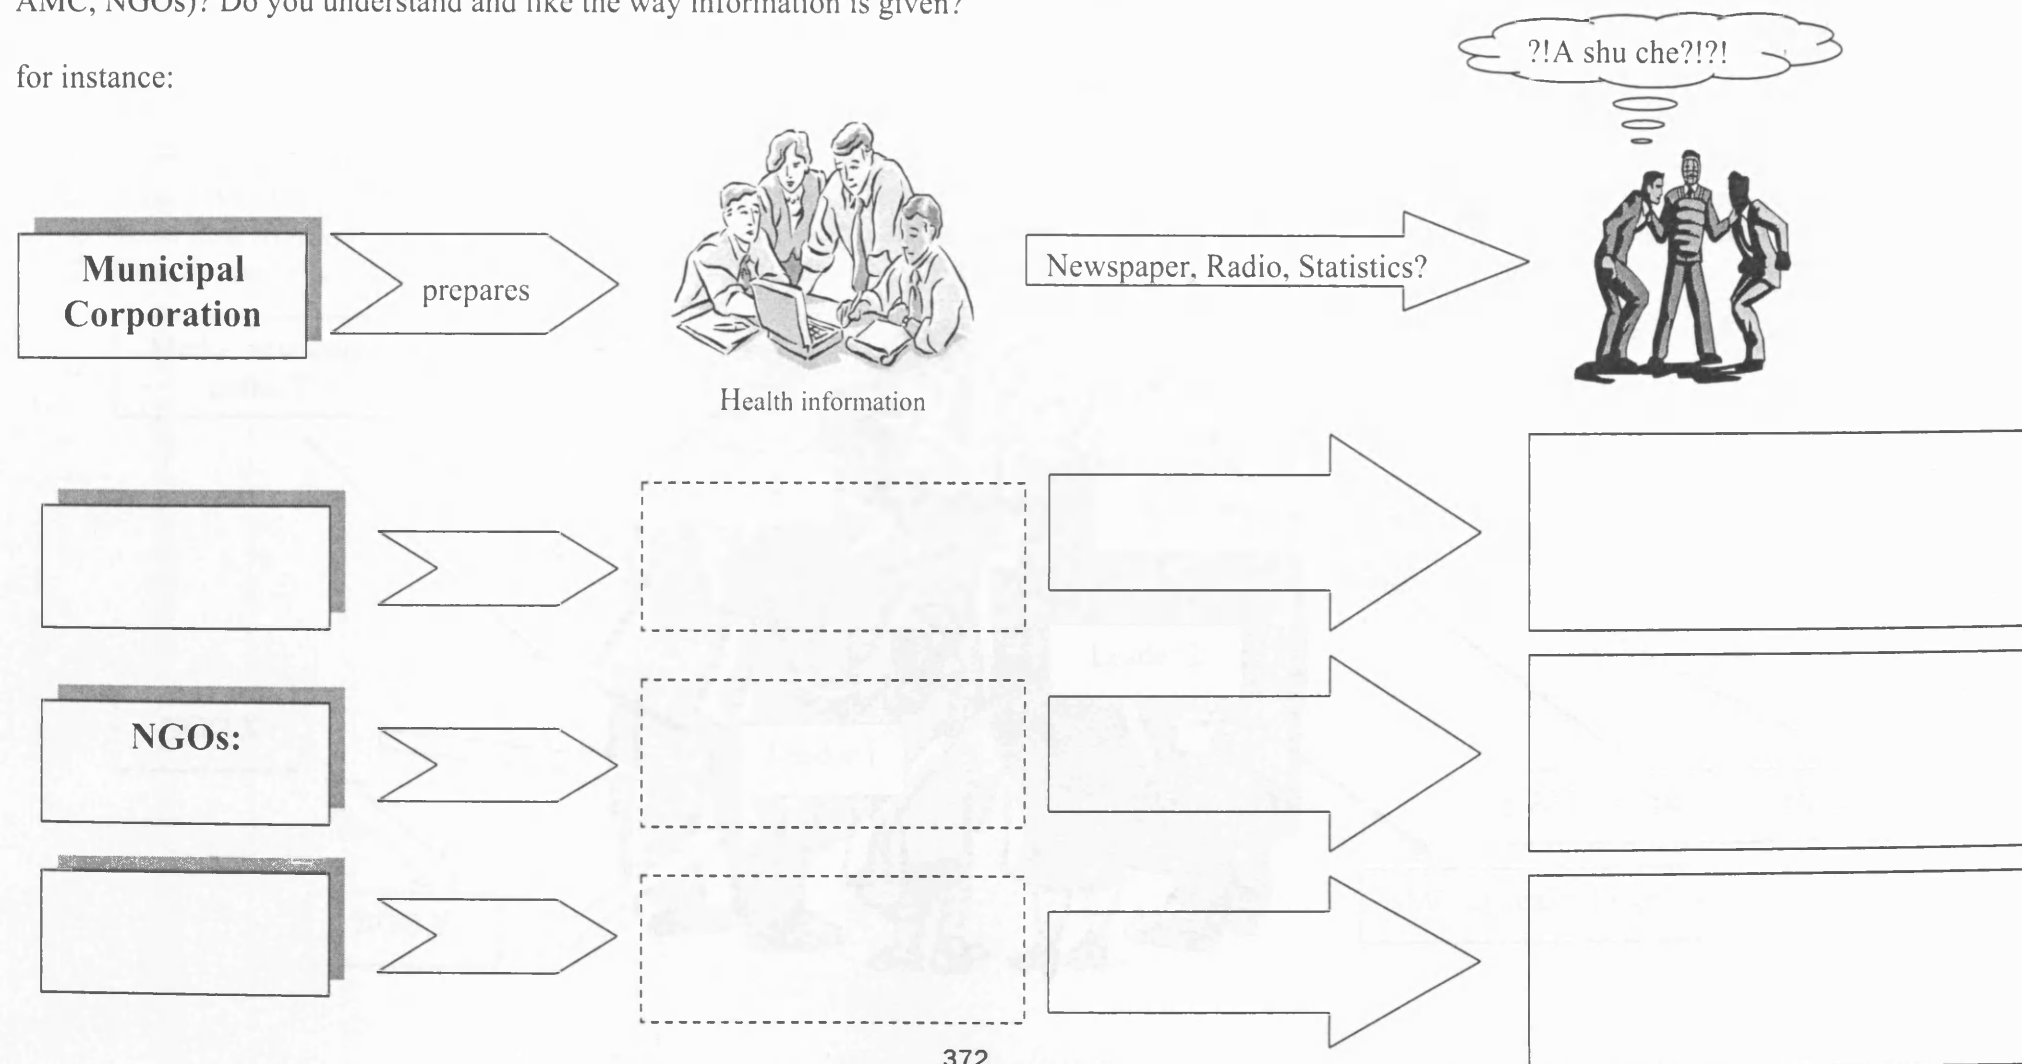 AMC, NGOs)? Do you understand and like the way information is given?
for instance:
?!A shu che?!?!
Municipal
Corporation
prepares
Newspaper, Radio, Statistics?
Health information
NGOs:
372